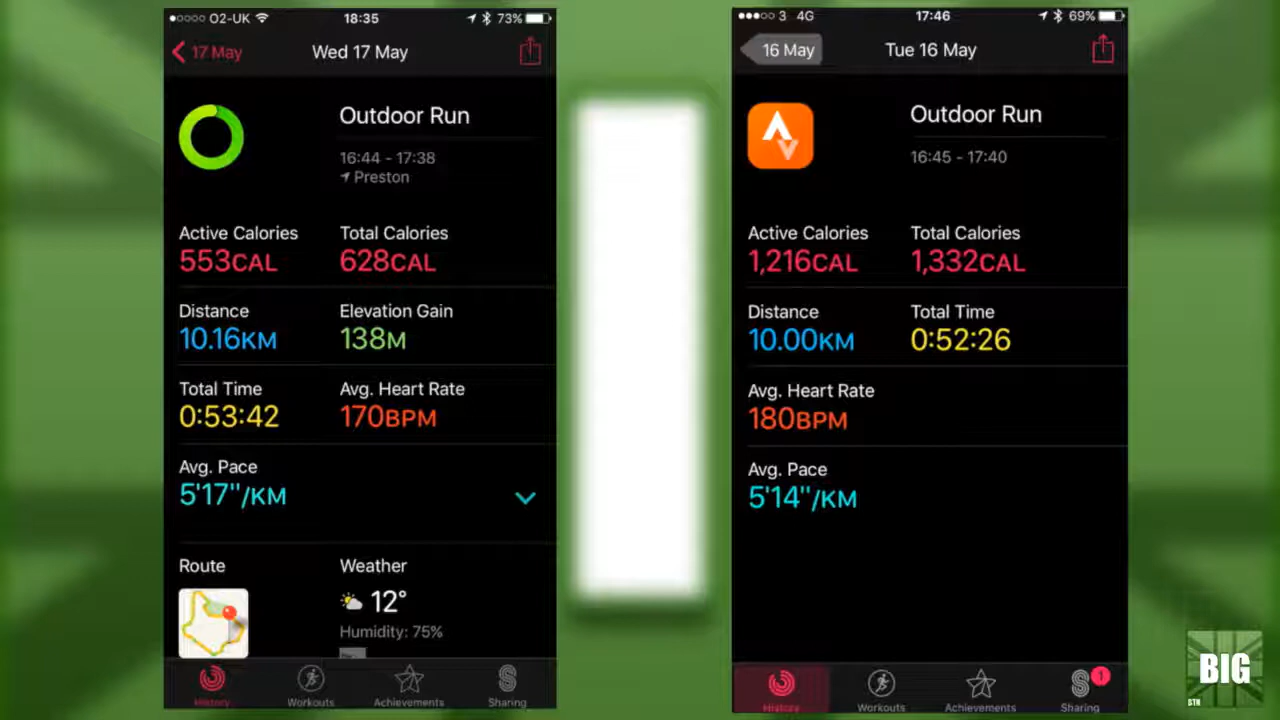 O2-UK 18:35 73%
17 May Wed 17 May
Outdoor Run
16:44 - 17:38
Preston
Active Calories Total Calories
553CAL 628CAL
Distance Elevation Gain
10.16KM 138M
Total Time Avg. Heart Rate
0:53:42 170BPM
Avg. Pace
5'17"/KM
Route Weather
12°
Humidity: 75%
History Workouts Achievements Sharing
3 4G 17:46 69%
16 May Tue 16 May
Outdoor Run
16:45 - 17:40
Active Calories Total Calories
1,216CAL 1,332CAL
Distance Total Time
10.00KM 0:52:26
Avg. Heart Rate
180BPM
Avg. Pace
5'14"/KM
1
History Workouts Achievements Sharing
BIG
STN